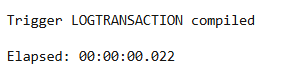 Trigger LOGTRANSACTION compiled
Elapsed: 00:00:00.022